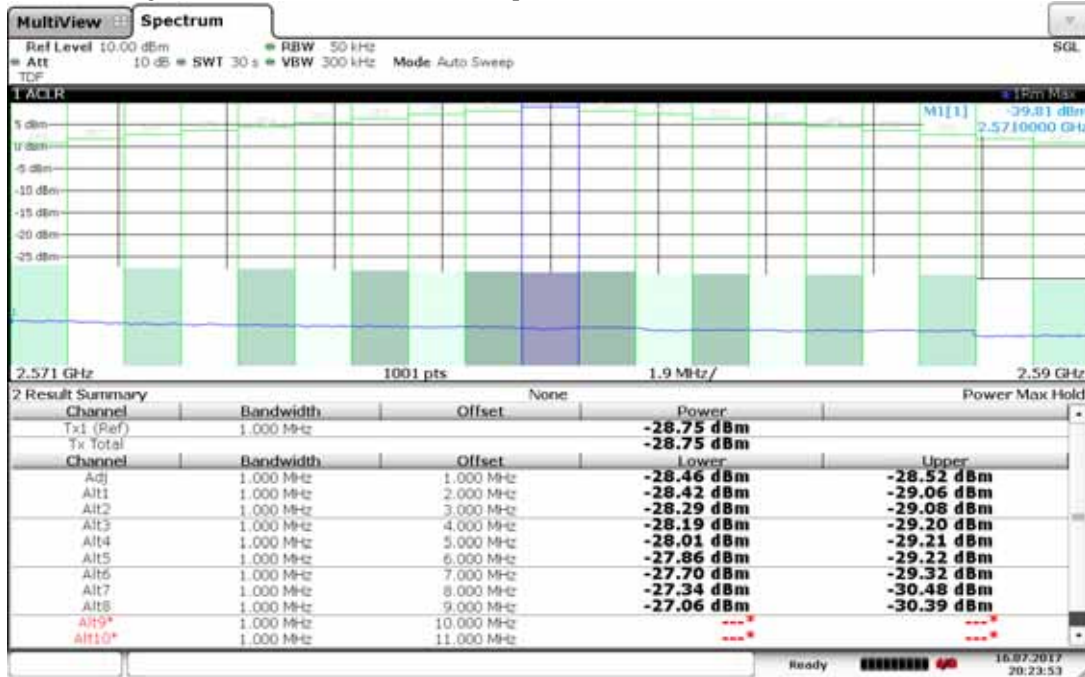 MultiView Spectrum
Ref Level 10.00 dBm RBW 50 kHz SGL
Att 10 dB SWT 30 s VBW 300 kHz Mode Auto Sweep
TDF
1 ACLR 1Rm Max
M1[1] -39.81 dBm
2.5710000 GHz
5 dBm
0 dBm
-5 dBm
-10 dBm
-15 dBm
-20 dBm
-25 dBm
2.571 GHz 1001 pts 1.9 MHz/ 2.59 GHz
2 Result Summary None Power Max Hold
Channel Bandwidth Offset Power
Tx1 (Ref) 1.000 MHz -28.75 dBm
Tx Total -28.75 dBm
Channel Bandwidth Offset Lower Upper
Adj 1.000 MHz 1.000 MHz -28.46 dBm -28.52 dBm
Alt1 1.000 MHz 2.000 MHz -28.42 dBm -29.06 dBm
Alt2 1.000 MHz 3.000 MHz -28.29 dBm -29.08 dBm
Alt3 1.000 MHz 4.000 MHz -28.19 dBm -29.20 dBm
Alt4 1.000 MHz 5.000 MHz -28.01 dBm -29.21 dBm
Alt5 1.000 MHz 6.000 MHz -27.86 dBm -29.22 dBm
Alt6 1.000 MHz 7.000 MHz -27.70 dBm -29.32 dBm
Alt7 1.000 MHz 8.000 MHz -27.34 dBm -30.48 dBm
Alt8 1.000 MHz 9.000 MHz -27.06 dBm -30.39 dBm
Alt9* 1.000 MHz 10.000 MHz ---* ---*
Alt10* 1.000 MHz 11.000 MHz ---* ---*
Ready 16.07.2017
20:23:53